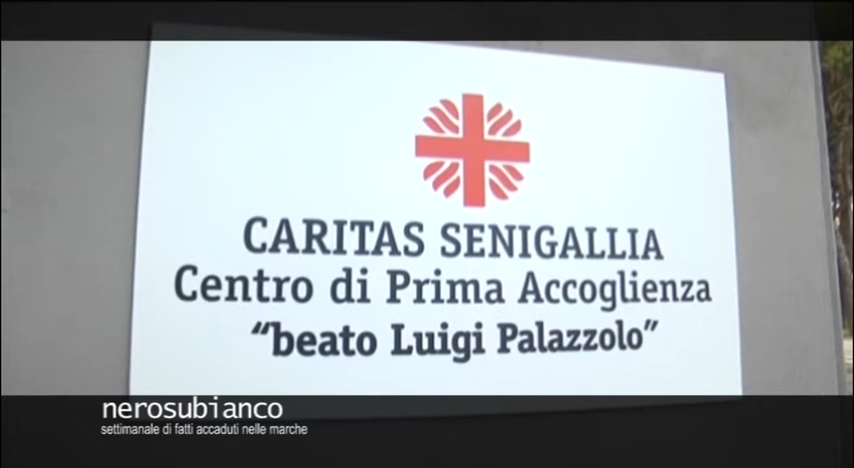 CARITAS SENIGALLIA
Centro di Prima Accoglienza
“beato Luigi Palazzolo”
nerosubianco
settimanale di fatti accaduti nelle marche